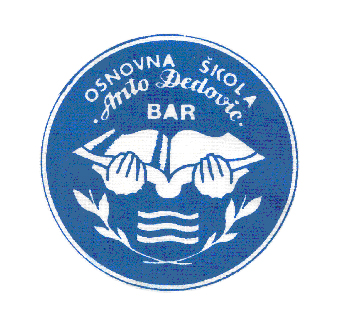 OSNOVNA ŠKOLA
Anto Đedović
BAR